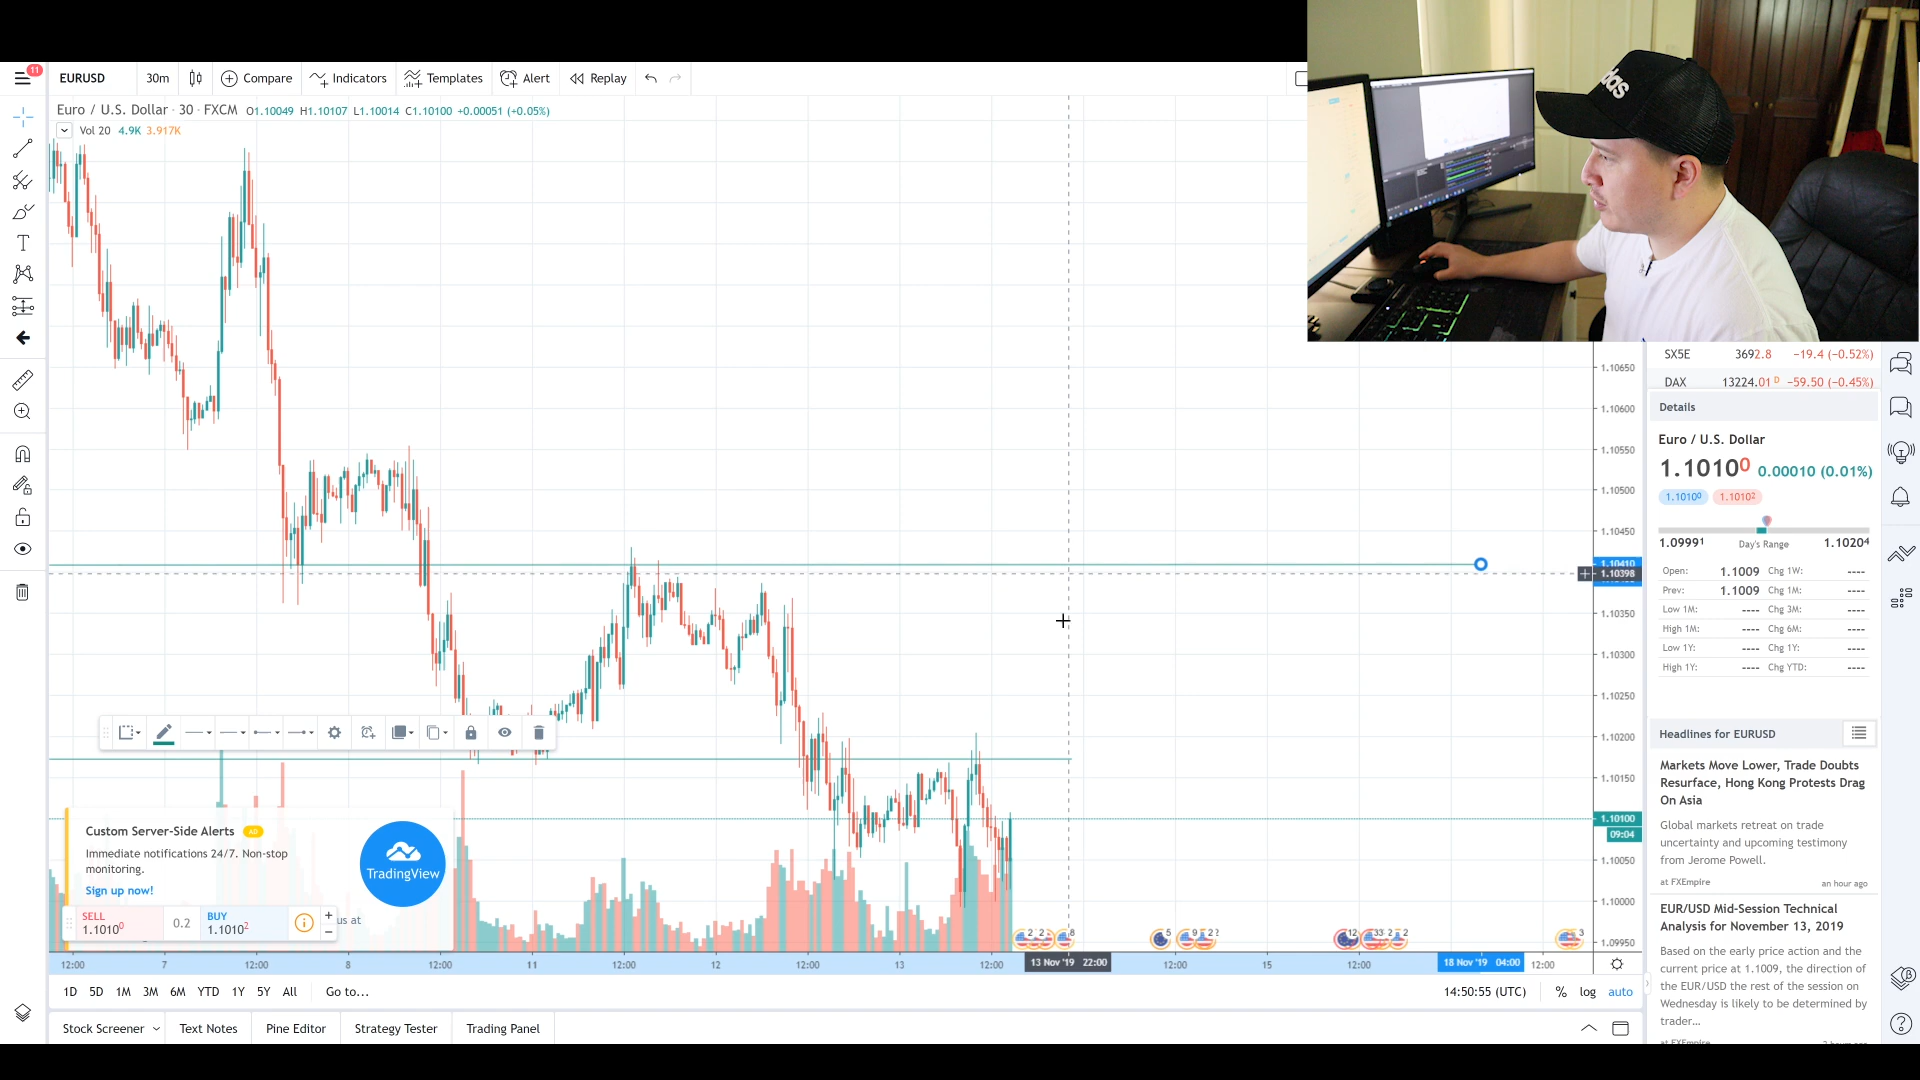 11
EURUSD
30m
Compare
Indicators
Templates
Alert
Replay
Euro / U.S. Dollar · 30 · FXCM O1.10049 H1.10107 L1.10014 C1.10100 +0.00051 (+0.05%)
Vol 20 4.9K 3.917K
SX5E 3692.8 −19.4 (−0.52%)
DAX 13224.01 D −59.50 (−0.45%)
Details
Euro / U.S. Dollar
1.10100 0.00010 (0.01%)
1.10100 1.10102
1.09991 Day's Range 1.10204
Open: 1.1009 Chg 1W: ----
Prev: 1.1009 Chg 1M: ----
Low 1M: ---- Chg 3M: ----
High 1M: ---- Chg 6M: ----
Low 1Y: ---- Chg 1Y: ----
High 1Y: ---- Chg YTD: ----
Headlines for EURUSD
Markets Move Lower, Trade Doubts
Resurface, Hong Kong Protests Drag
On Asia
Global markets retreat on trade
uncertainty and upcoming testimony
from Jerome Powell.
at FXEmpire an hour ago
EUR/USD Mid-Session Technical
Analysis for November 13, 2019
Based on the early price action and the
current price at 1.1009, the direction of
the EUR/USD the rest of the session on
Wednesday is likely to be determined by
trader...
1.10650
1.10600
1.10550
1.10500
1.10450
1.10410
1.10398
1.10350
1.10300
1.10250
1.10200
1.10150
1.10100
09:04
1.10050
1.10000
1.09950
Custom Server-Side Alerts AD
Immediate notifications 24/7. Non-stop
monitoring.
Sign up now!
TradingView
SELL
1.10100
0.2
BUY
1.10102
us at
12:00 7 12:00 8 12:00 11 12:00 12 12:00 13 12:00 13 Nov '19 22:00 12:00 15 12:00 18 Nov '19 04:00 12:00
1D 5D 1M 3M 6M YTD 1Y 5Y All Go to...
14:50:55 (UTC) % log auto
Stock Screener Text Notes Pine Editor Strategy Tester Trading Panel